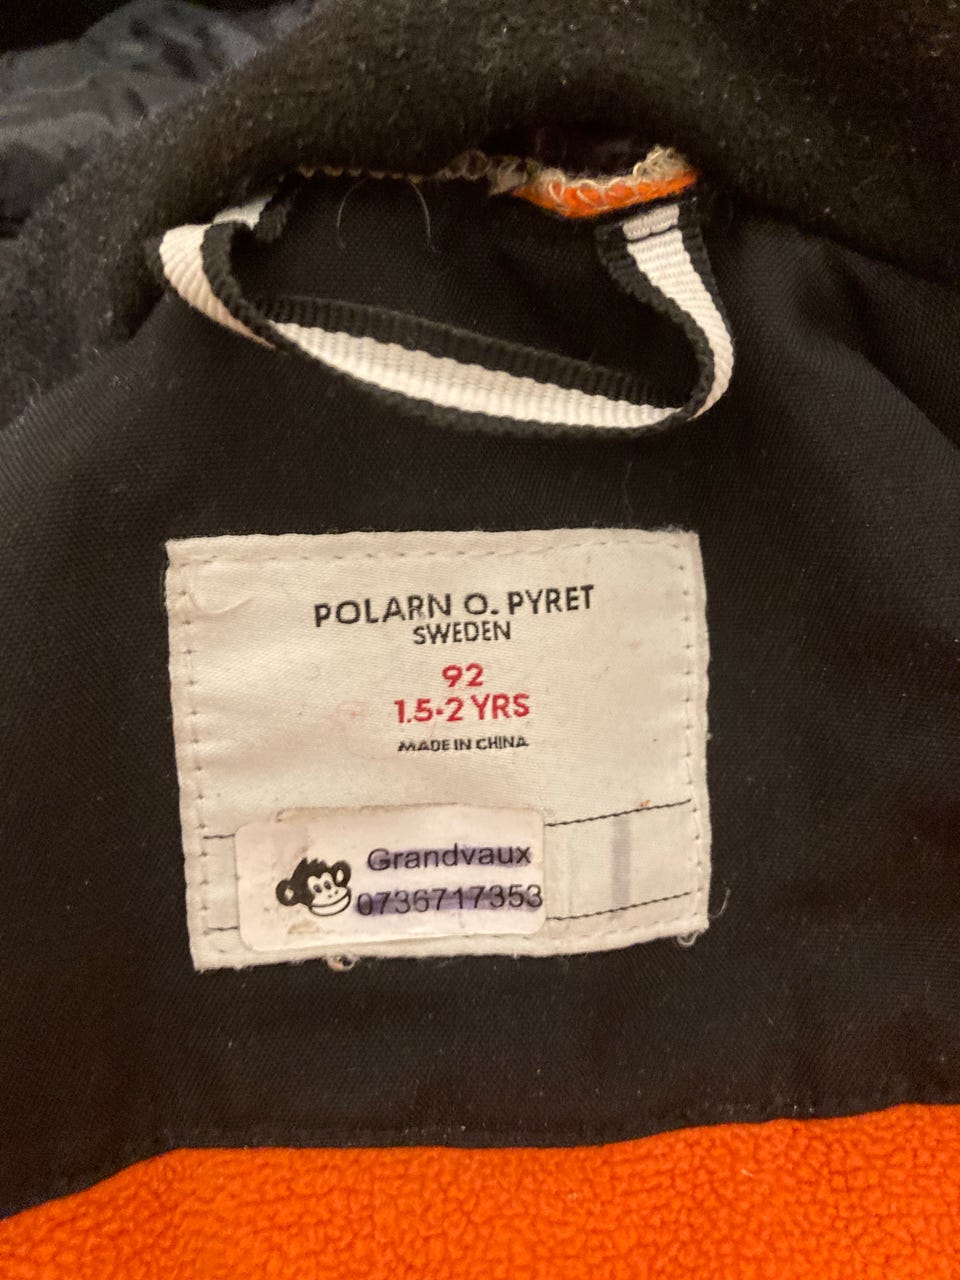 POLARN O. PYRET
SWEDEN
92
1.5-2 YRS
MADE IN CHINA
Grandvaux
0736717353